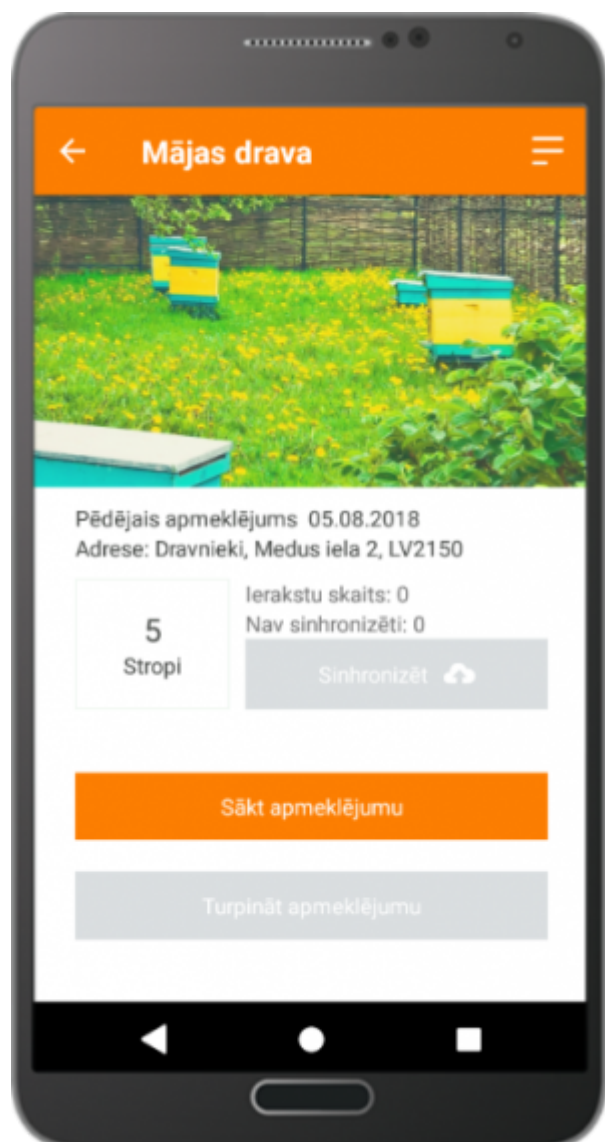 Mājas drava
Pēdējais apmeklējums 05.08.2018
Adrese: Dravnieki, Medus iela 2, LV2150
5
Stropi
Ierakstu skaits: 0
Nav sinhronizēti: 0
Sinhronizēt
Sākt apmeklējumu
Turpināt apmeklējumu